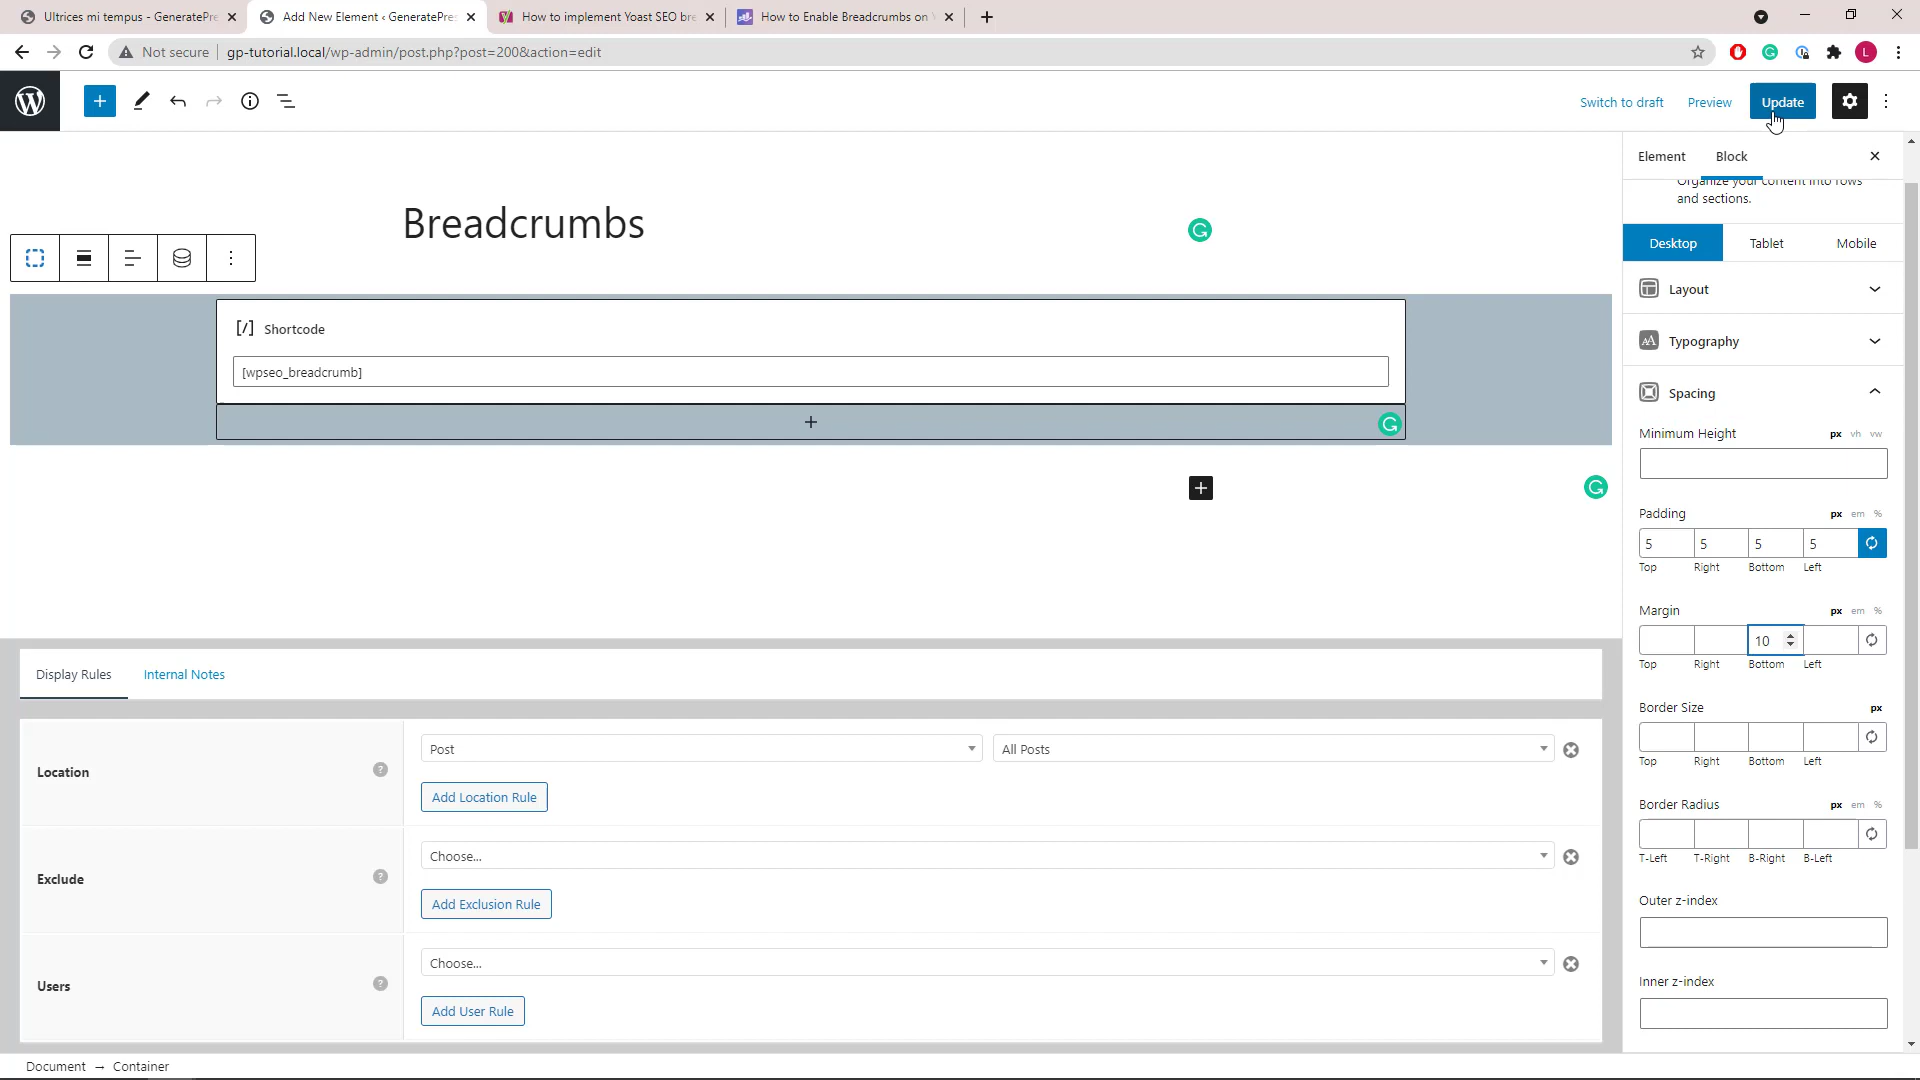 Ultrices mi tempus - GeneratePre
Add New Element ‹ GeneratePres
How to implement Yoast SEO bre
How to Enable Breadcrumbs on
Not secure
gp-tutorial.local/wp-admin/post.php?post=200&action=edit
L
Switch to draft
Preview
Update
Element
Block
Organize your content into rows
and sections.
Breadcrumbs
Desktop
Tablet
Mobile
Layout
[/] Shortcode
Typography
[wpseo_breadcrumb]
Spacing
Minimum Height
px vh vw
Padding
px em %
5 5 5 5
Top Right Bottom Left
Margin
px em %
10
Top Right Bottom Left
Display Rules
Internal Notes
Border Size
px
Top Right Bottom Left
Location
?
Post
All Posts
Add Location Rule
Border Radius
px em %
T-Left T-Right B-Right B-Left
Exclude
?
Choose...
Add Exclusion Rule
Outer z-index
Users
?
Choose...
Add User Rule
Inner z-index
Document → Container